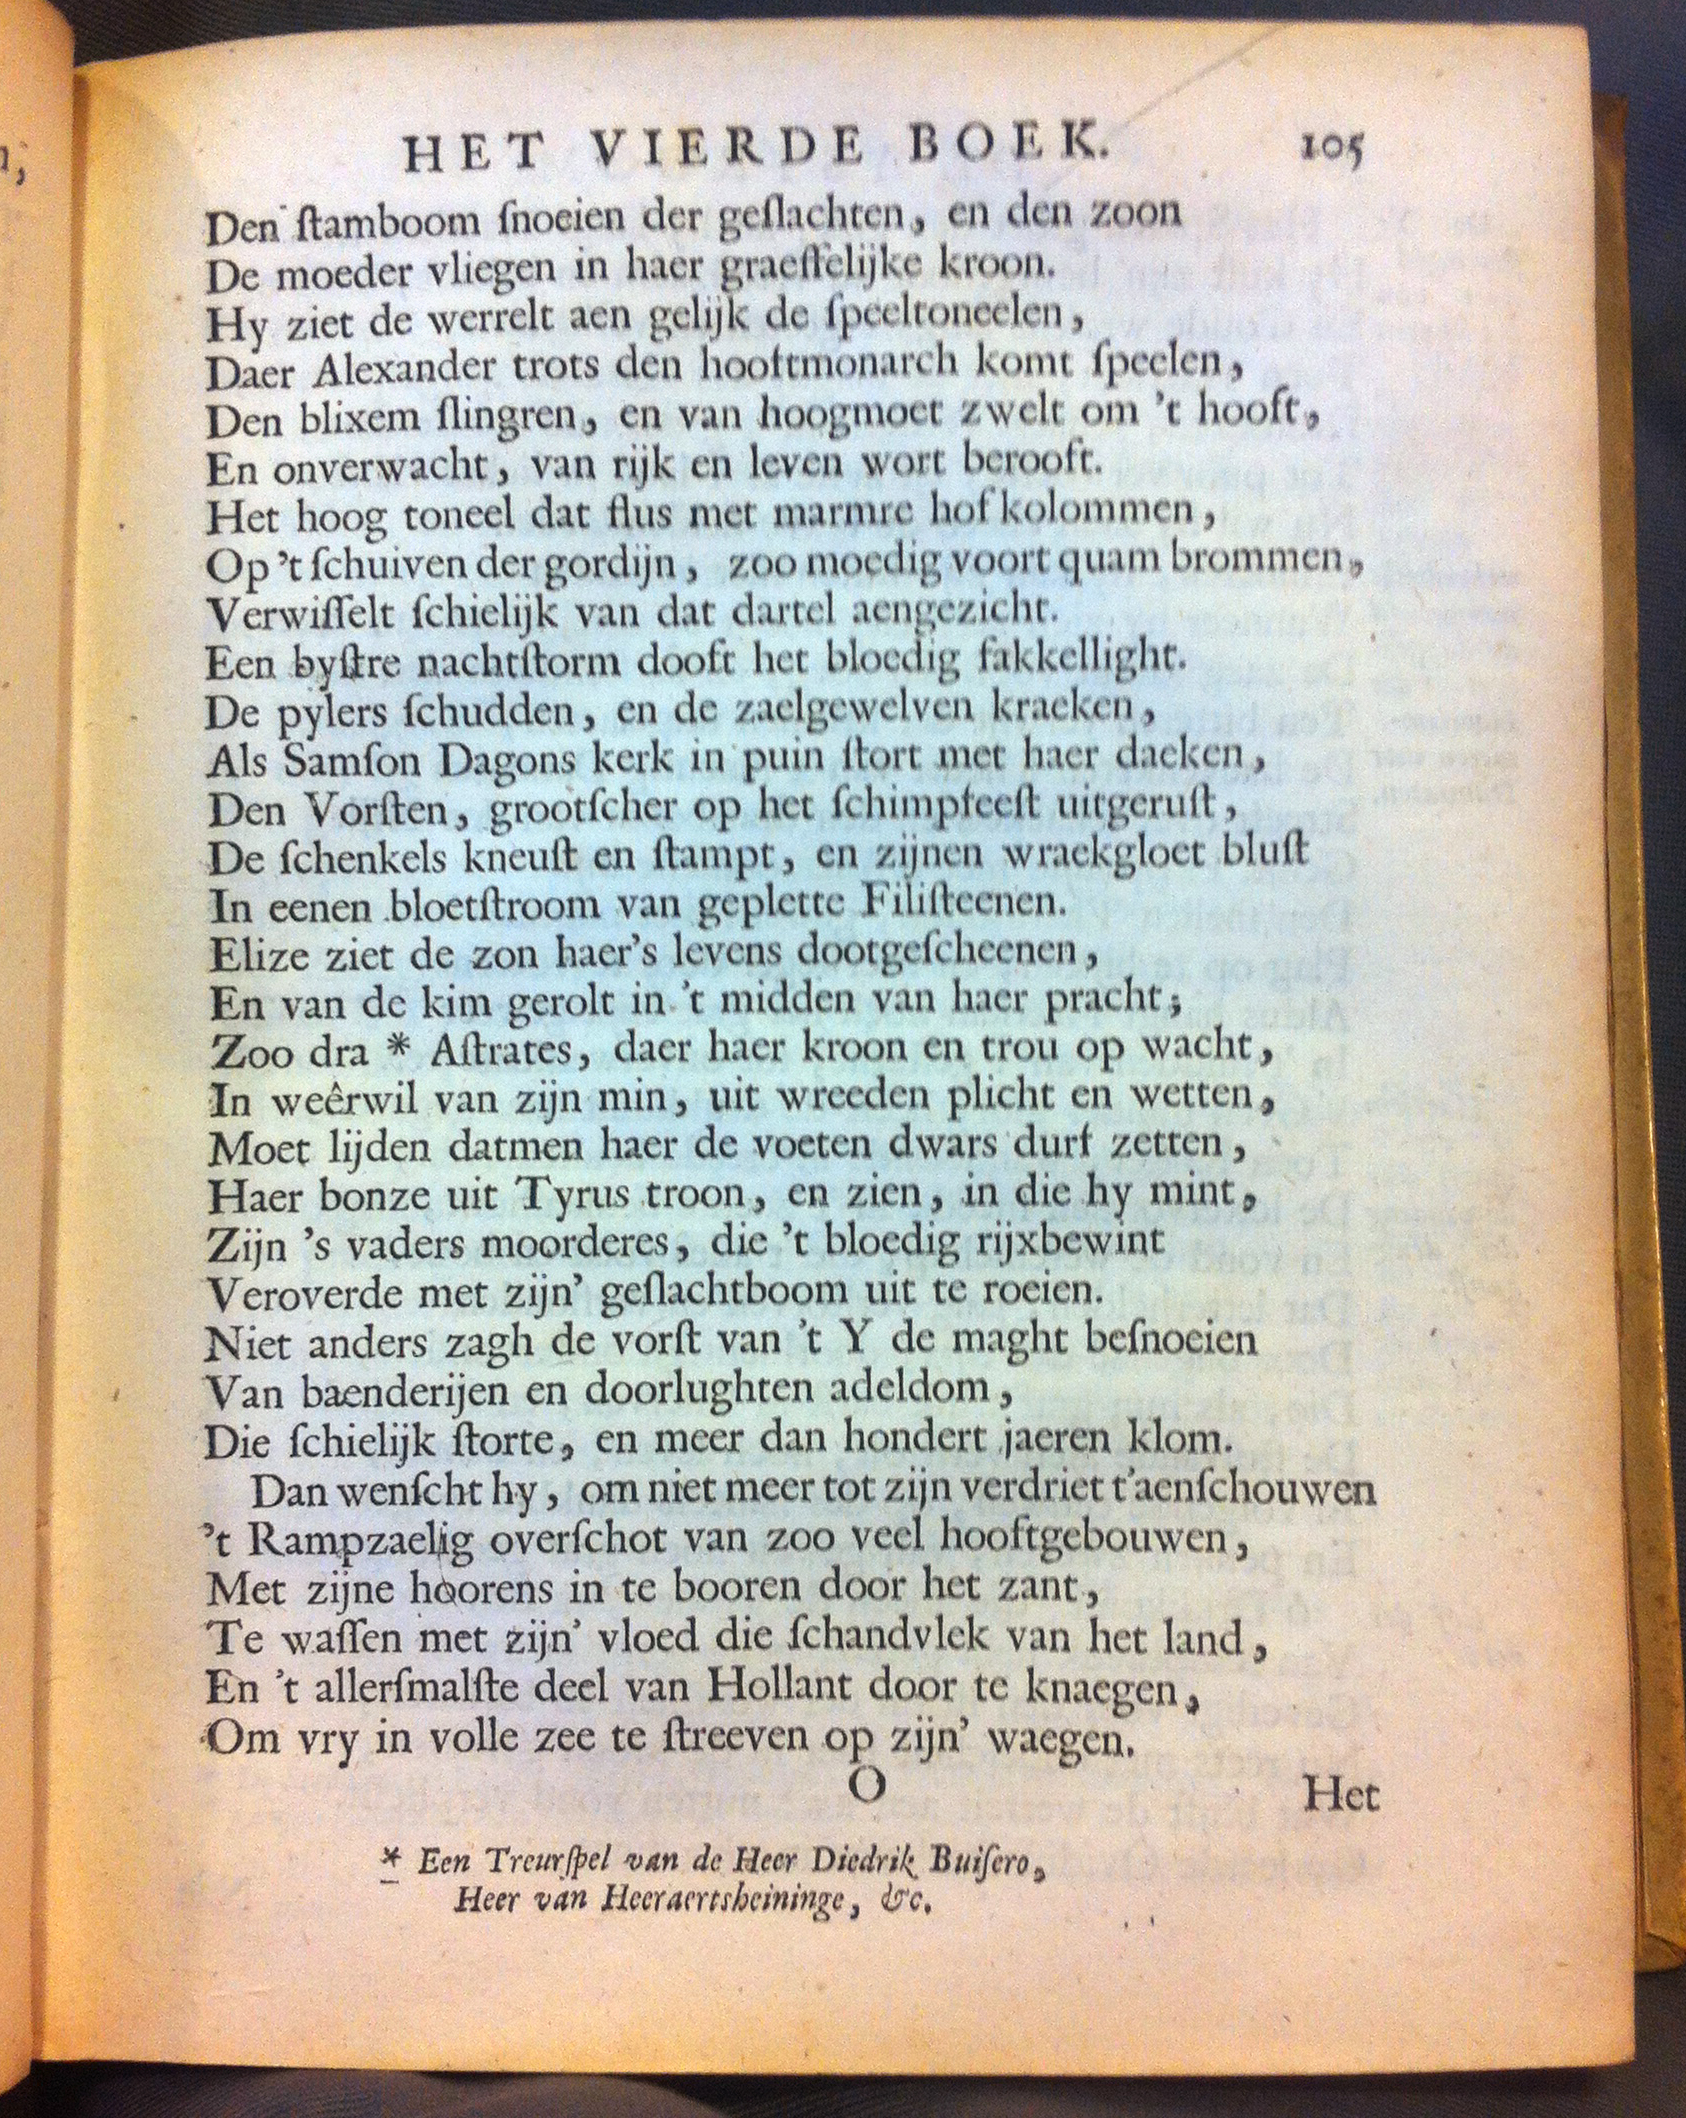 HET VIERDE BOEK. 105
Den ſtamboom ſnoeien der geſlachten, en den zoon
De moeder vliegen in haer graeffelijke kroon.
Hy ziet de werrelt aen gelijk de ſpeeltoneelen,
Daer Alexander trots den hooftmonarch komt ſpeelen,
Den blixem ſlingren, en van hoogmoet zwelt om 't hooft,
En onverwacht, van rijk en leven wort berooft.
Het hoog toneel dat flus met marmre hof kolommen,
Op 't ſchuiven der gordijn, zoo moedig voort quam brommen,
Verwiſſelt ſchielijk van dat dartel aengezicht.
Een byſtre nachtſtorm dooft het bloedig fakkellight.
De pylers ſchudden, en de zaelgewelven kraeken,
Als Samſon Dagons kerk in puin ſtort met haer daeken,
Den Vorſten, grootſcher op het ſchimpfeeſt uitgeruſt,
De ſchenkels kneuſt en ſtampt, en zijnen wraekgloet bluſt
In eenen bloetſtroom van geplette Filiſteenen.
Elize ziet de zon haer's levens dootgeſcheenen,
En van de kim gerolt in 't midden van haer pracht;
Zoo dra * Aſtrates, daer haer kroon en trou op wacht,
In weêrwil van zijn min, uit wreeden plicht en wetten,
Moet lijden datmen haer de voeten dwars durf zetten,
Haer bonze uit Tyrus troon, en zien, in die hy mint,
Zijn 's vaders moorderes, die 't bloedig rijxbewint
Veroverde met zijn' geſlachtboom uit te roeien.
Niet anders zagh de vorſt van 't Y de maght beſnoeien
Van baenderijen en doorlughten adeldom,
Die ſchielijk ſtorte, en meer dan hondert jaeren klom.
Dan wenſcht hy, om niet meer tot zijn verdriet t'aenſchouwen
't Rampzaelig overſchot van zoo veel hooftgebouwen,
Met zijne hoorens in te booren door het zant,
Te waſſen met zijn' vloed die ſchandvlek van het land,
En 't allerſmalſte deel van Hollant door te knaegen,
Om vry in volle zee te ſtreeven op zijn' waegen.
O Het
* Een Treurſpel van de Heer Diedrik Buiſero,
Heer van Heeraertsheininge, &c.